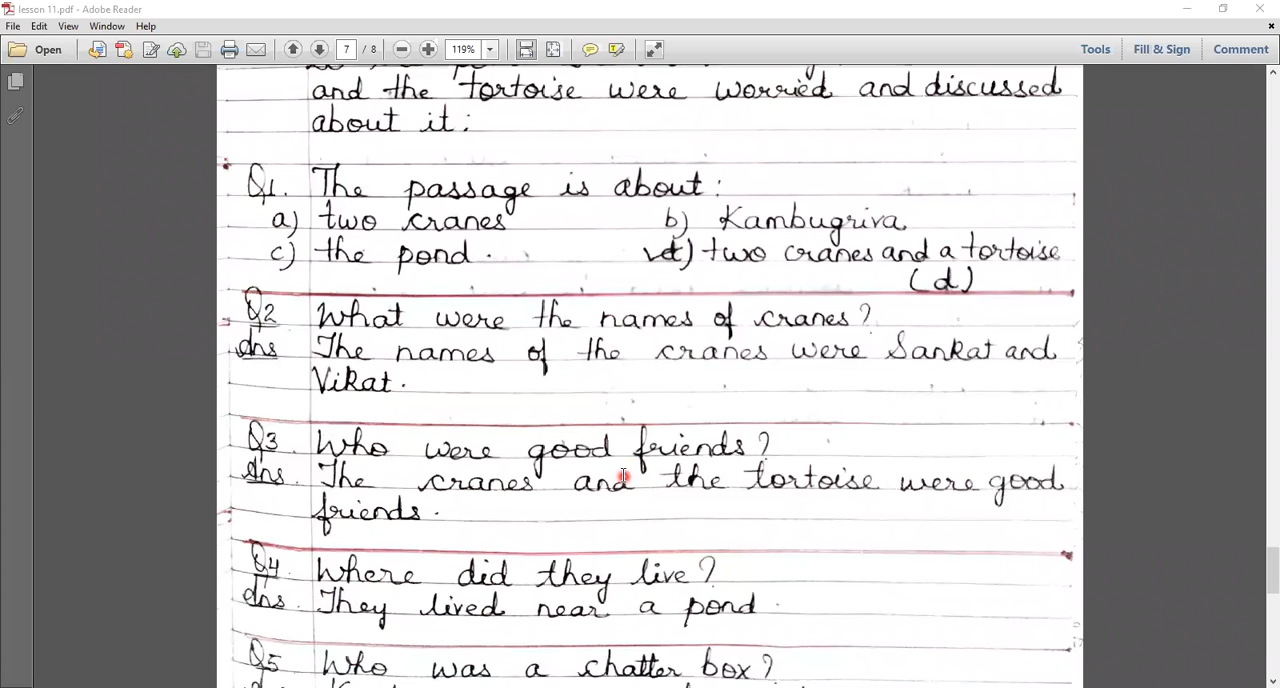 lesson 11.pdf - Adobe Reader
File Edit View Window Help
Open 7 / 8 119% Tools Fill & Sign Comment
and the tortoise were worried and discussed
about it:
Q1. The passage is about:
a) two cranes b) Kambugriva
c) the pond. d) two cranes and a tortoise
(d)
Q2 What were the names of cranes?
Ans The names of the cranes were Sankat and
Vikat.
Q3 Who were good friends?
Ans. The cranes and the tortoise were good
friends.
Q4. Where did they live?
Ans. They lived near a pond.
Q5 Who was a chatter box?